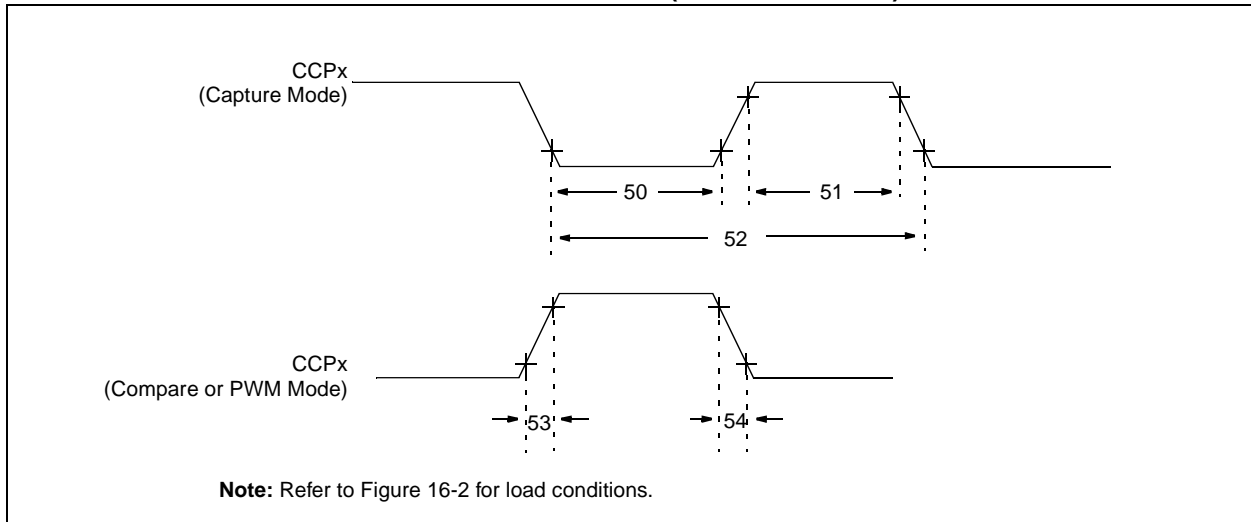 CCPx
(Capture Mode)
50
51
52
CCPx
(Compare or PWM Mode)
53
54
Note: Refer to Figure 16-2 for load conditions.